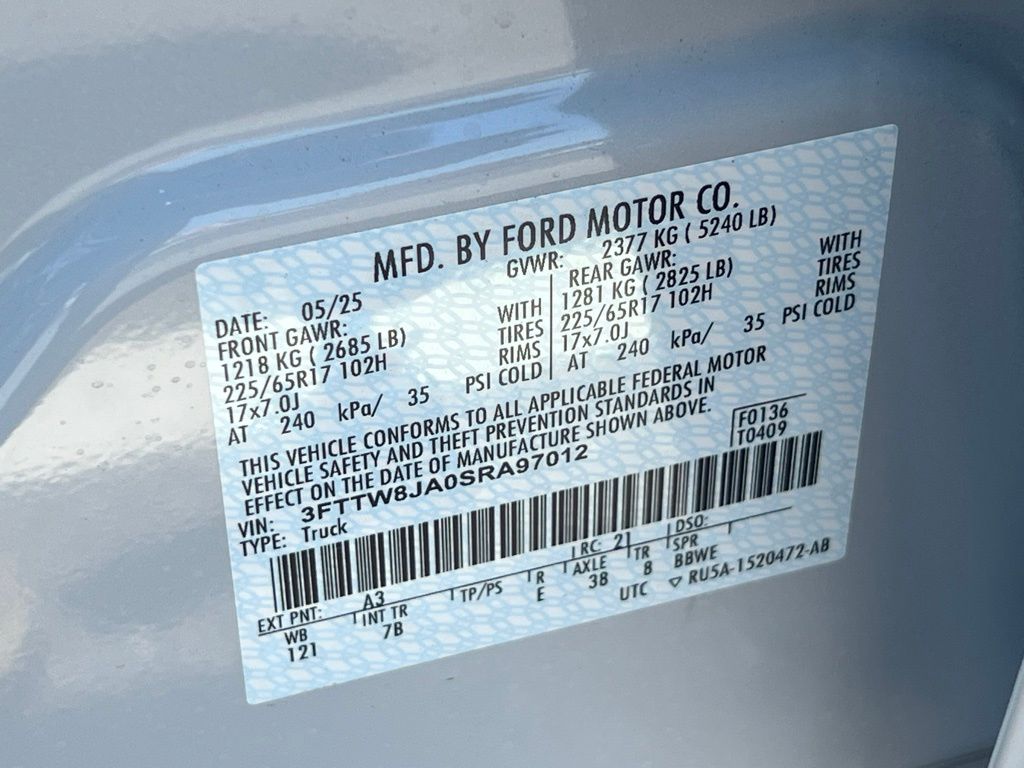 MFD. BY FORD MOTOR CO.
DATE: 05/25 GVWR: 2377 KG ( 5240 LB)
FRONT GAWR: REAR GAWR:
1218 KG ( 2685 LB) WITH 1281 KG ( 2825 LB) WITH
225/65R17 102H TIRES 225/65R17 102H TIRES
17x7.0J RIMS 17x7.0J RIMS
AT 240 kPa/ 35 PSI COLD AT 240 kPa/ 35 PSI COLD
THIS VEHICLE CONFORMS TO ALL APPLICABLE FEDERAL MOTOR
VEHICLE SAFETY AND THEFT PREVENTION STANDARDS IN
EFFECT ON THE DATE OF MANUFACTURE SHOWN ABOVE.
VIN: 3FTTW8JA0SRA97012 F0136
TYPE: Truck T0409
EXT PNT: A3 RC: 21 DSO:
WB INT TR TP/PS R AXLE TR SPR
121 7B E 38 8 BBWE
UTC ▽ RU5A-1520472-AB